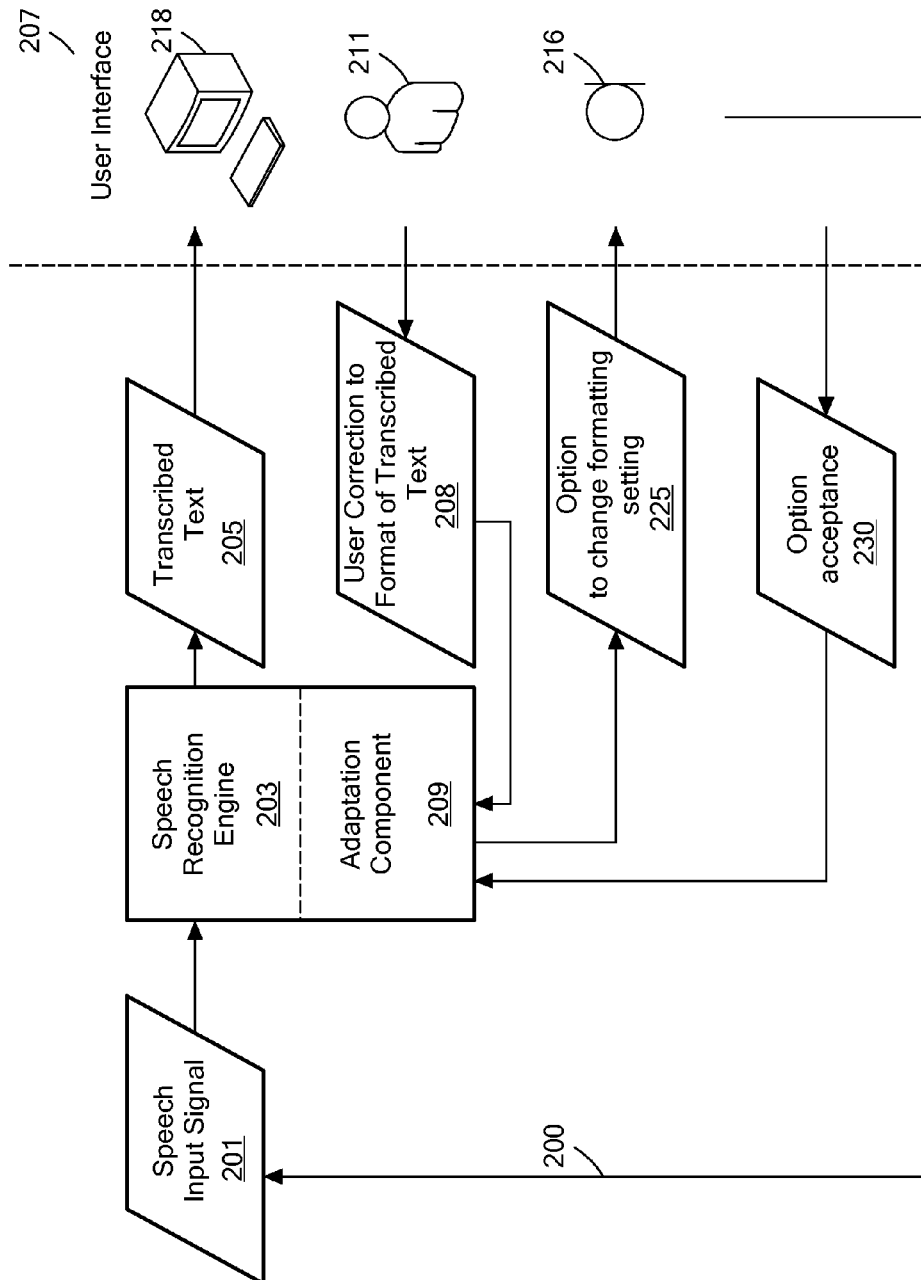 207
User Interface
218
211
216
Transcribed
Text
205
User Correction to
Format of Transcribed
Text
208
Option
to change formatting
setting
225
Option
acceptance
230
Speech
Recognition
Engine
203
Adaptation
Component
209
Speech
Input Signal
201
200